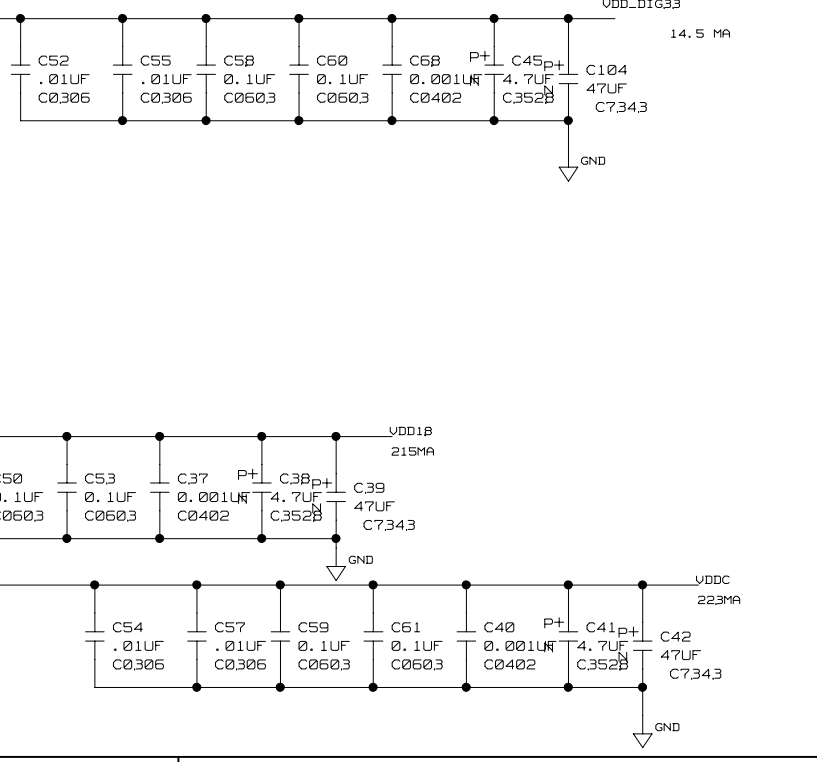 VDD_DIG33
14.5 MA
C52
.01UF
C0306
C55
.01UF
C0306
C58
0.1UF
C0603
C60
0.1UF
C0603
C68
0.001UF
C0402
P+
N
C45
4.7UF
C3528
P+
N
C104
47UF
C7343
GND
VDD18
215MA
C50
0.1UF
C0603
C53
0.1UF
C0603
C37
0.001UF
C0402
P+
N
C38
4.7UF
C3528
P+
N
C39
47UF
C7343
GND
VDDC
223MA
C54
.01UF
C0306
C57
.01UF
C0306
C59
0.1UF
C0603
C61
0.1UF
C0603
C40
0.001UF
C0402
P+
N
C41
4.7UF
C3528
P+
N
C42
47UF
C7343
GND